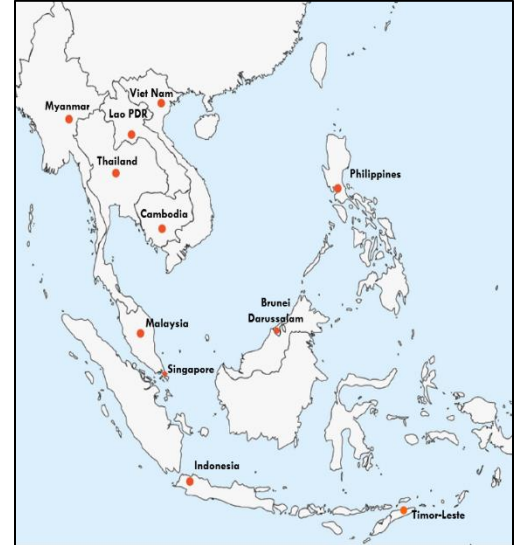 Viet Nam
Myanmar
Lao PDR
Thailand
Philippines
Cambodia
Brunei
Darussalam
Malaysia
Singapore
Indonesia
Timor-Leste